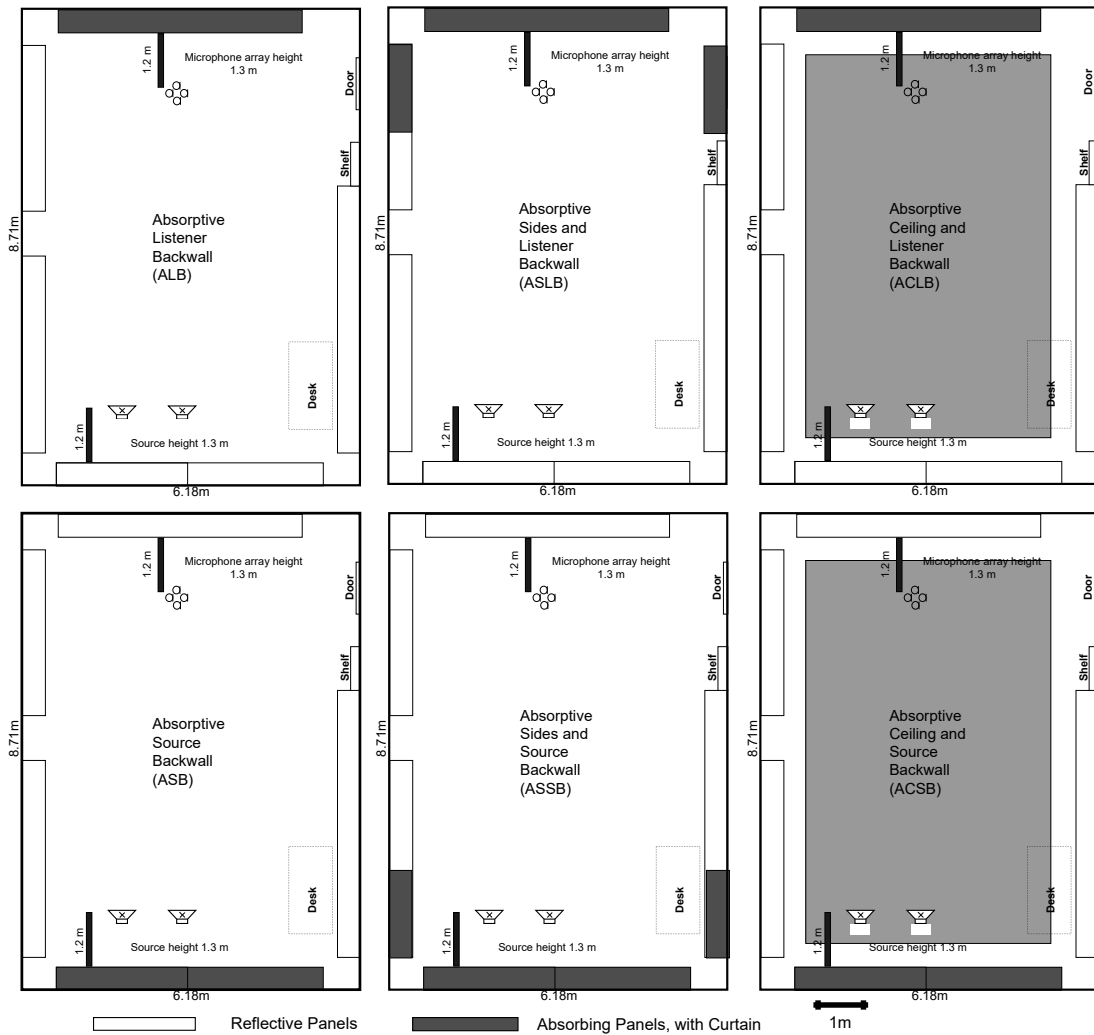 1.2 m
Microphone array height
1.3 m
Door
Shelf
8.71m
Absorptive
Listener
Backwall
(ALB)
Desk
1.2 m
Source height 1.3 m
6.18m
1.2 m
Microphone array height
1.3 m
Shelf
8.71m
Absorptive
Sides and
Listener
Backwall
(ASLB)
Desk
1.2 m
Source height 1.3 m
6.18m
1.2 m
Microphone array height
1.3 m
Door
Shelf
8.71m
Absorptive
Ceiling and
Listener
Backwall
(ACLB)
Desk
1.2 m
Source height 1.3 m
6.18m
1.2 m
Microphone array height
1.3 m
Door
Shelf
8.71m
Absorptive
Source
Backwall
(ASB)
Desk
1.2 m
Source height 1.3 m
6.18m
1.2 m
Microphone array height
1.3 m
Door
Shelf
8.71m
Absorptive
Sides and
Source
Backwall
(ASSB)
Desk
1.2 m
Source height 1.3 m
6.18m
1.2 m
Microphone array height
1.3 m
Door
Shelf
8.71m
Absorptive
Ceiling and
Source
Backwall
(ACSB)
Desk
1.2 m
Source height 1.3 m
6.18m
Reflective Panels
Absorbing Panels, with Curtain
1m